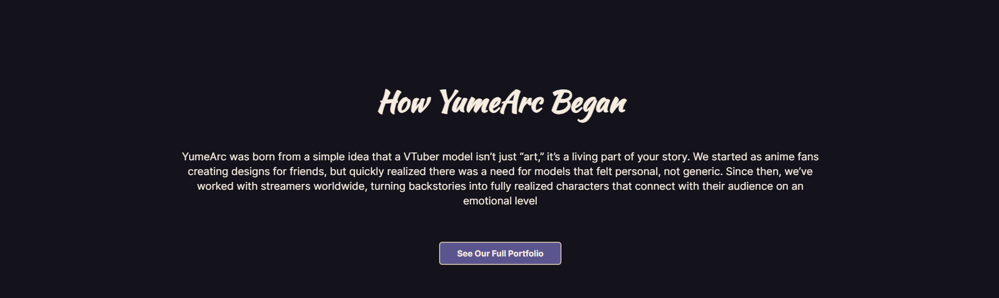 How YumeArc Began
YumeArc was born from a simple idea that a VTuber model isn’t just “art,” it’s a living part of your story. We started as anime fans
creating designs for friends, but quickly realized there was a need for models that felt personal, not generic. Since then, we’ve
worked with streamers worldwide, turning backstories into fully realized characters that connect with their audience on an
emotional level
See Our Full Portfolio